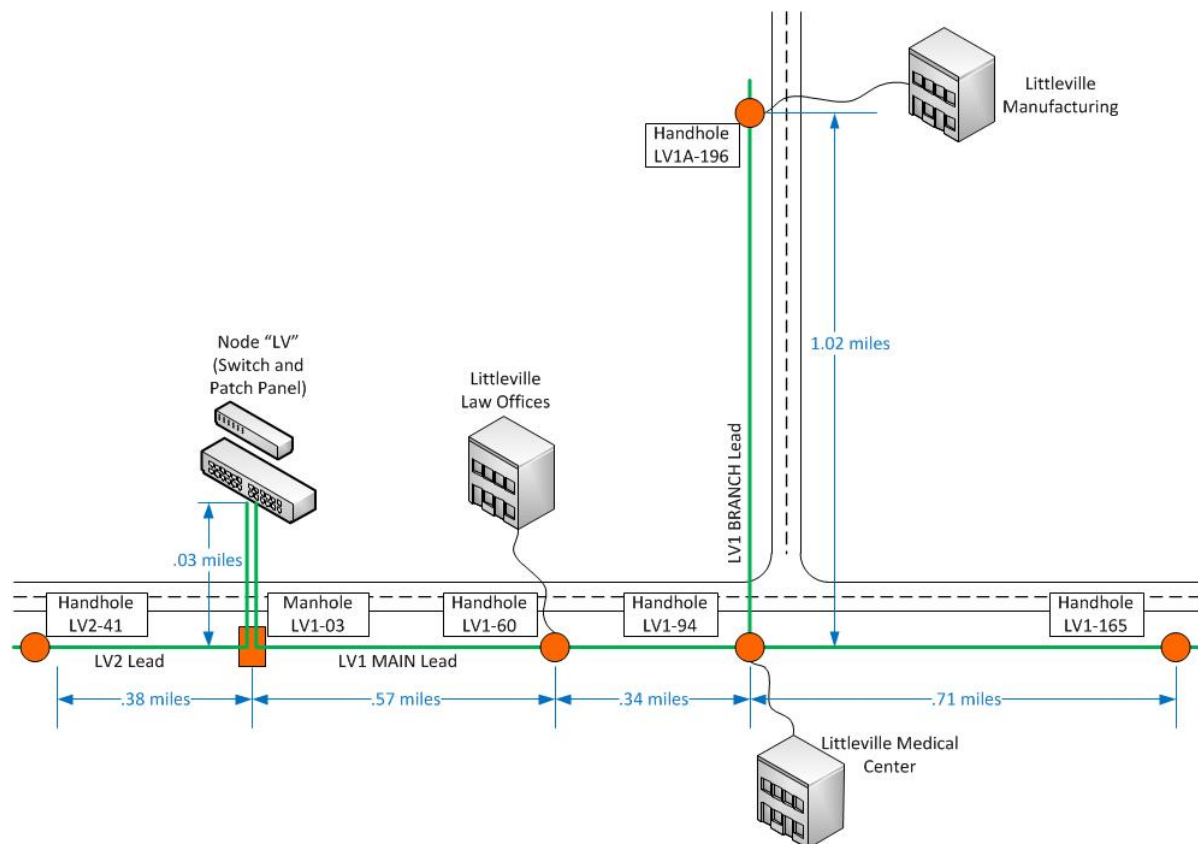 Littleville
Manufacturing
Handhole
LV1A-196
1.02 miles
Node “LV”
(Switch and
Patch Panel)
Littleville
Law Offices
LV1 BRANCH Lead
.03 miles
Handhole
LV2-41
Manhole
LV1-03
Handhole
LV1-60
Handhole
LV1-94
Handhole
LV1-165
LV2 Lead
LV1 MAIN Lead
.38 miles
.57 miles
.34 miles
.71 miles
Littleville Medical
Center